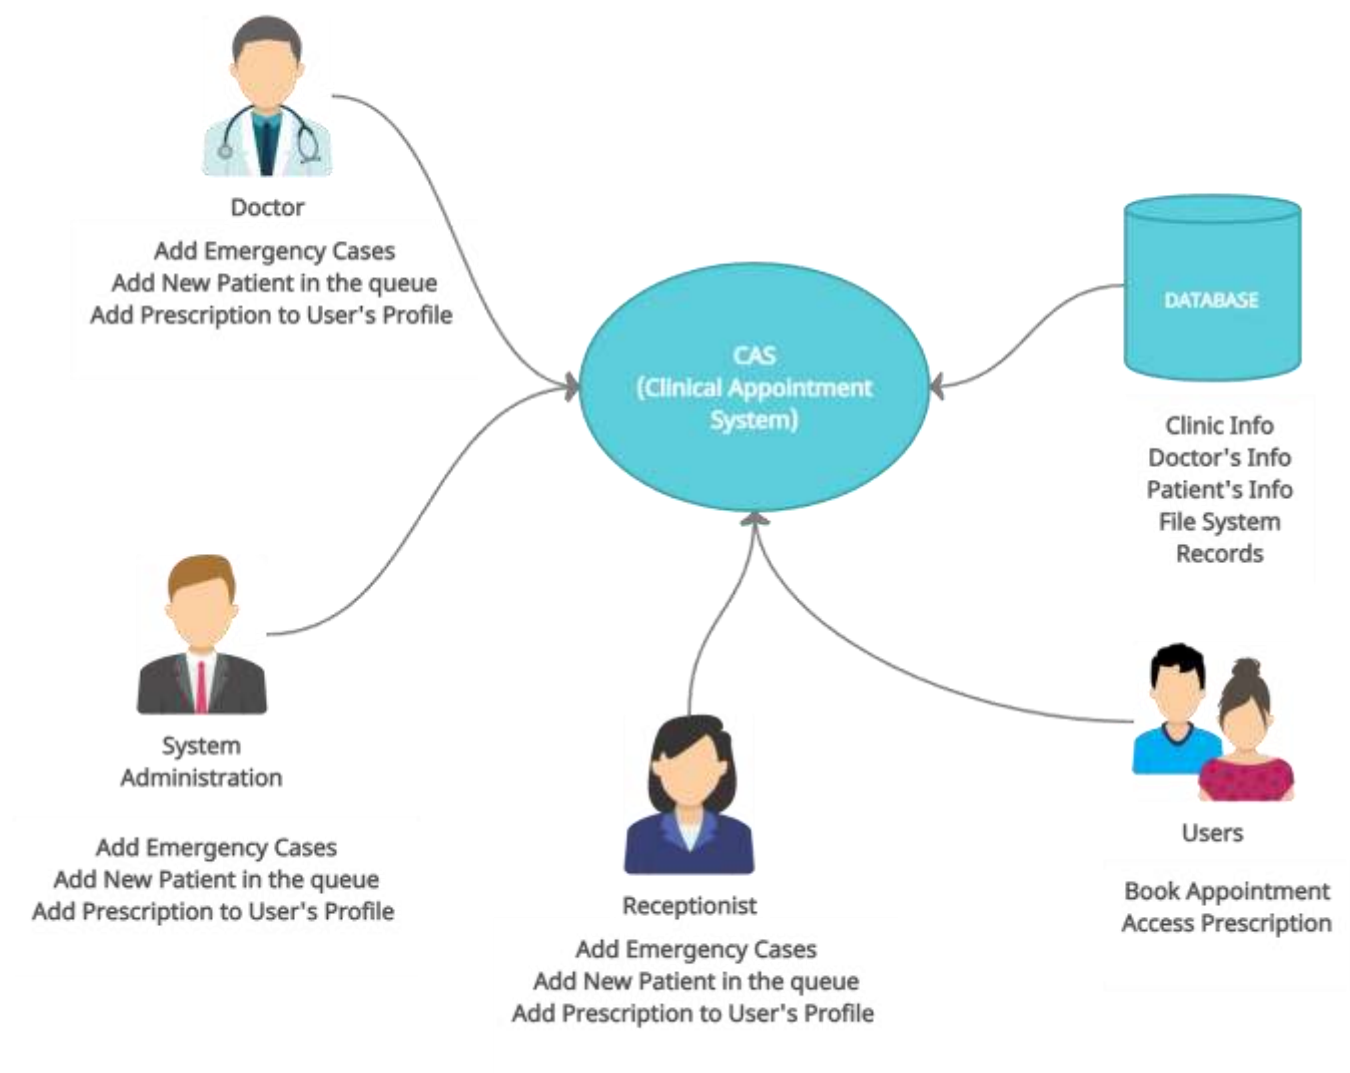 Doctor
Add Emergency Cases
Add New Patient in the queue
Add Prescription to User's Profile
CAS
(Clinical Appointment
System)
DATABASE
Clinic Info
Doctor's Info
Patient's Info
File System
Records
System
Administration
Add Emergency Cases
Add New Patient in the queue
Add Prescription to User's Profile
Receptionist
Add Emergency Cases
Add New Patient in the queue
Add Prescription to User's Profile
Users
Book Appointment
Access Prescription